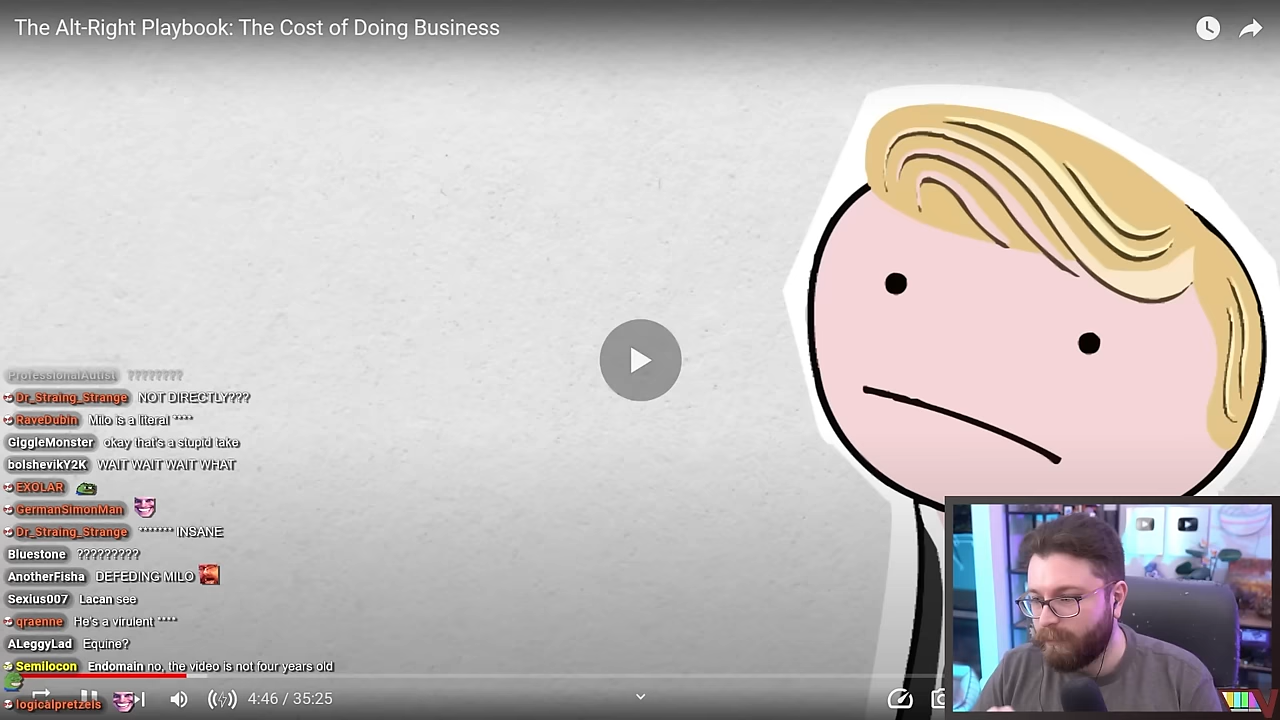 The Alt-Right Playbook: The Cost of Doing Business
ProfessionalAutist ????????
Dr_Straing_Strange NOT DIRECTLY???
RaveDubin Milo is a literal ****
GiggleMonster okay that's a stupid take
bolshevikY2K WAIT WAIT WAIT WHAT
EXOLAR
GermanSimonMan
Dr_Straing_Strange ******* INSANE
Bluestone ?????????
AnotherFisha DEFEDING MILO
Sexius007 Lacan see
qraenne He's a virulent ****
ALeggyLad Equine?
Semilocon Endomain no, the video is not four years old
logicalpretzels
4:46 / 35:25